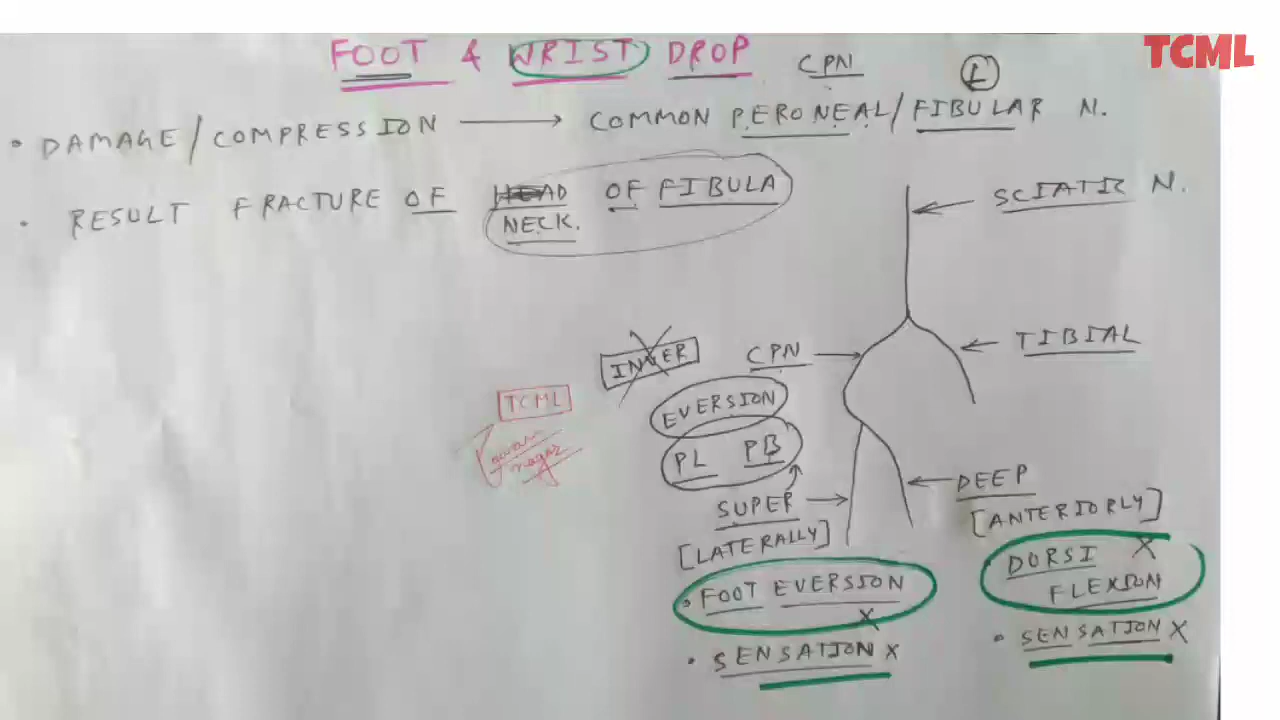 TCML
FOOT & WRIST DROP
CPN
L
• DAMAGE/COMPRESSION → COMMON PERONEAL/FIBULAR N.
• RESULT FRACTURE OF HEAD OF FIBULA
NECK.
SCIATIC N.
TIBIAL
INVER
CPN
EVERSION
PL PB
TCML
SUPER
[LATERALLY]
DEEP
[ANTERIORLY]
• FOOT EVERSION X
• SENSATION X
DORSI X
FLEXION
• SENSATION X